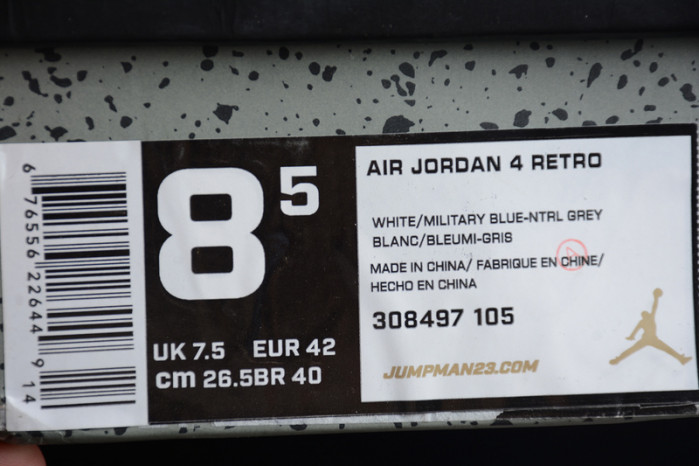 6 76556 22644 9 14
8 5
UK 7.5 EUR 42
cm 26.5 BR 40
AIR JORDAN 4 RETRO
WHITE/MILITARY BLUE-NTRL GREY
BLANC/BLEUMI-GRIS
MADE IN CHINA/ FABRIQUE EN CHINE/
HECHO EN CHINA
308497 105
JUMPMAN23.COM